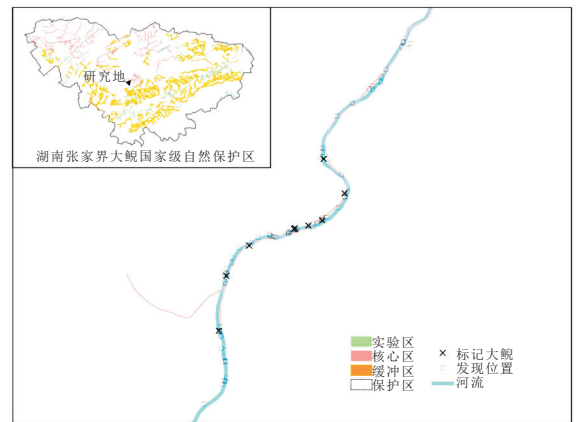 研究地
湖南张家界大鲵国家级自然保护区
实验区
核心区
缓冲区
保护区
标记大鲵
发现位置
河流